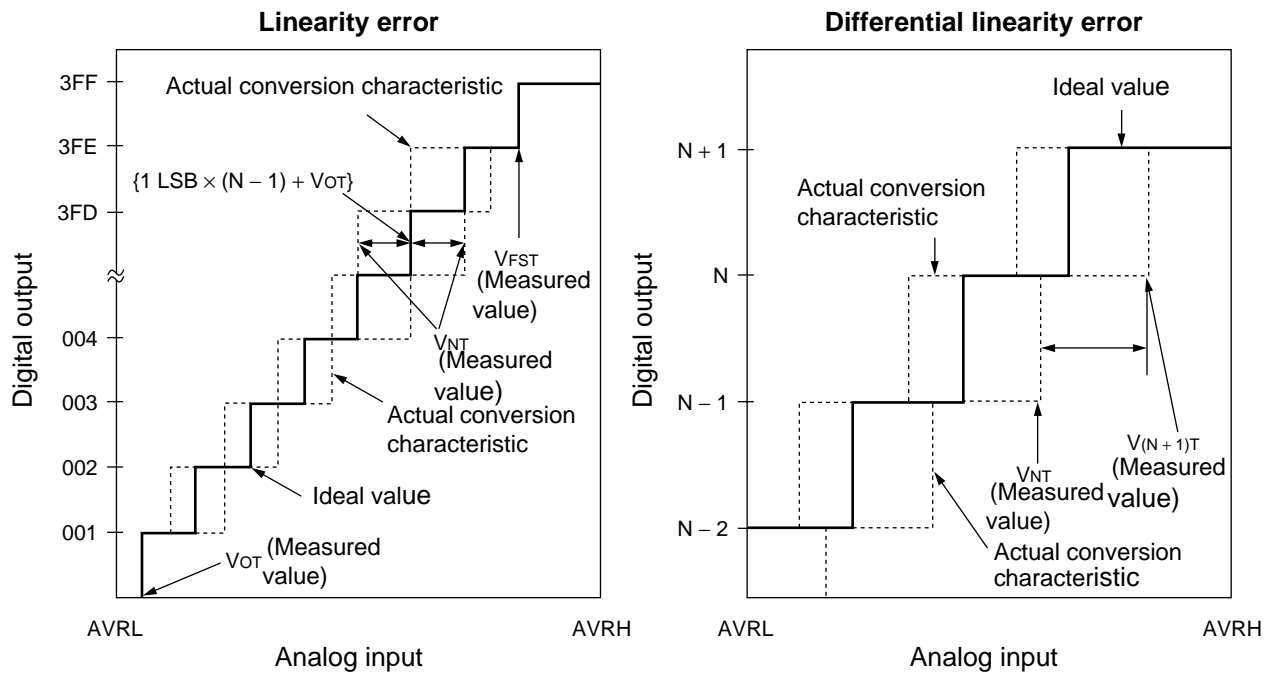 Linearity error
3FF
3FE
3FD
004
003
002
001
Digital output
Actual conversion characteristic
{1 LSB × (N – 1) + VOT}
VFST
(Measured
value)
VNT
(Measured
value)
Actual conversion
characteristic
Ideal value
VOT (Measured
value)
AVRL
AVRH
Analog input
Differential linearity error
N + 1
N
N – 1
N – 2
Digital output
Ideal value
Actual conversion
characteristic
V(N + 1)T
(Measured
value)
VNT
(Measured
value)
Actual conversion
characteristic
AVRL
AVRH
Analog input